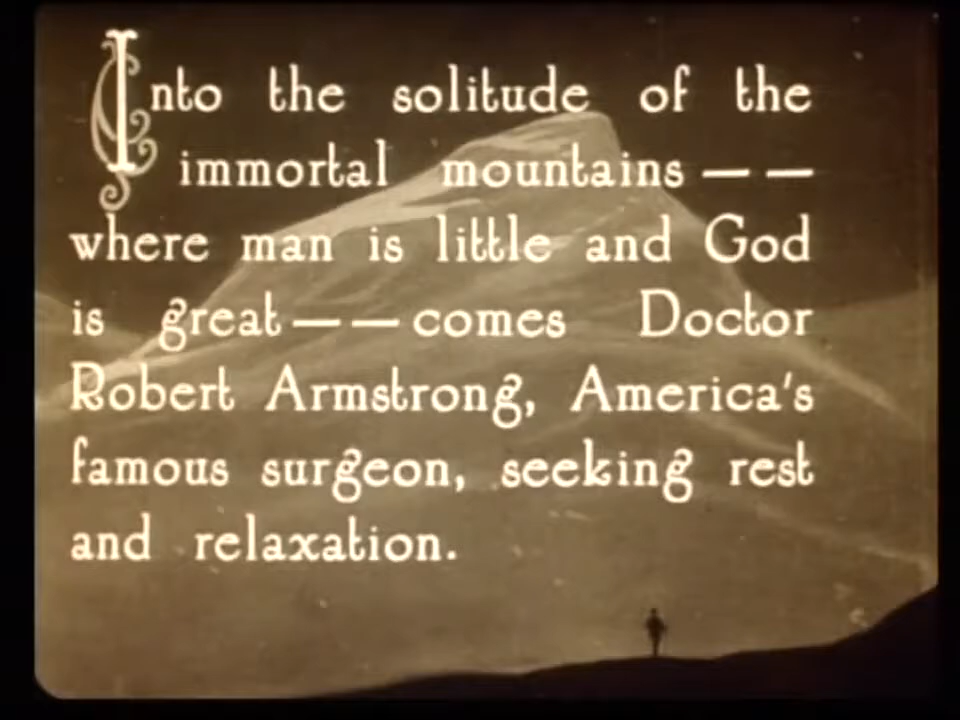 Into the solitude of the
immortal mountains — —
where man is little and God
is great — — comes Doctor
Robert Armstrong, America's
famous surgeon, seeking rest
and relaxation.